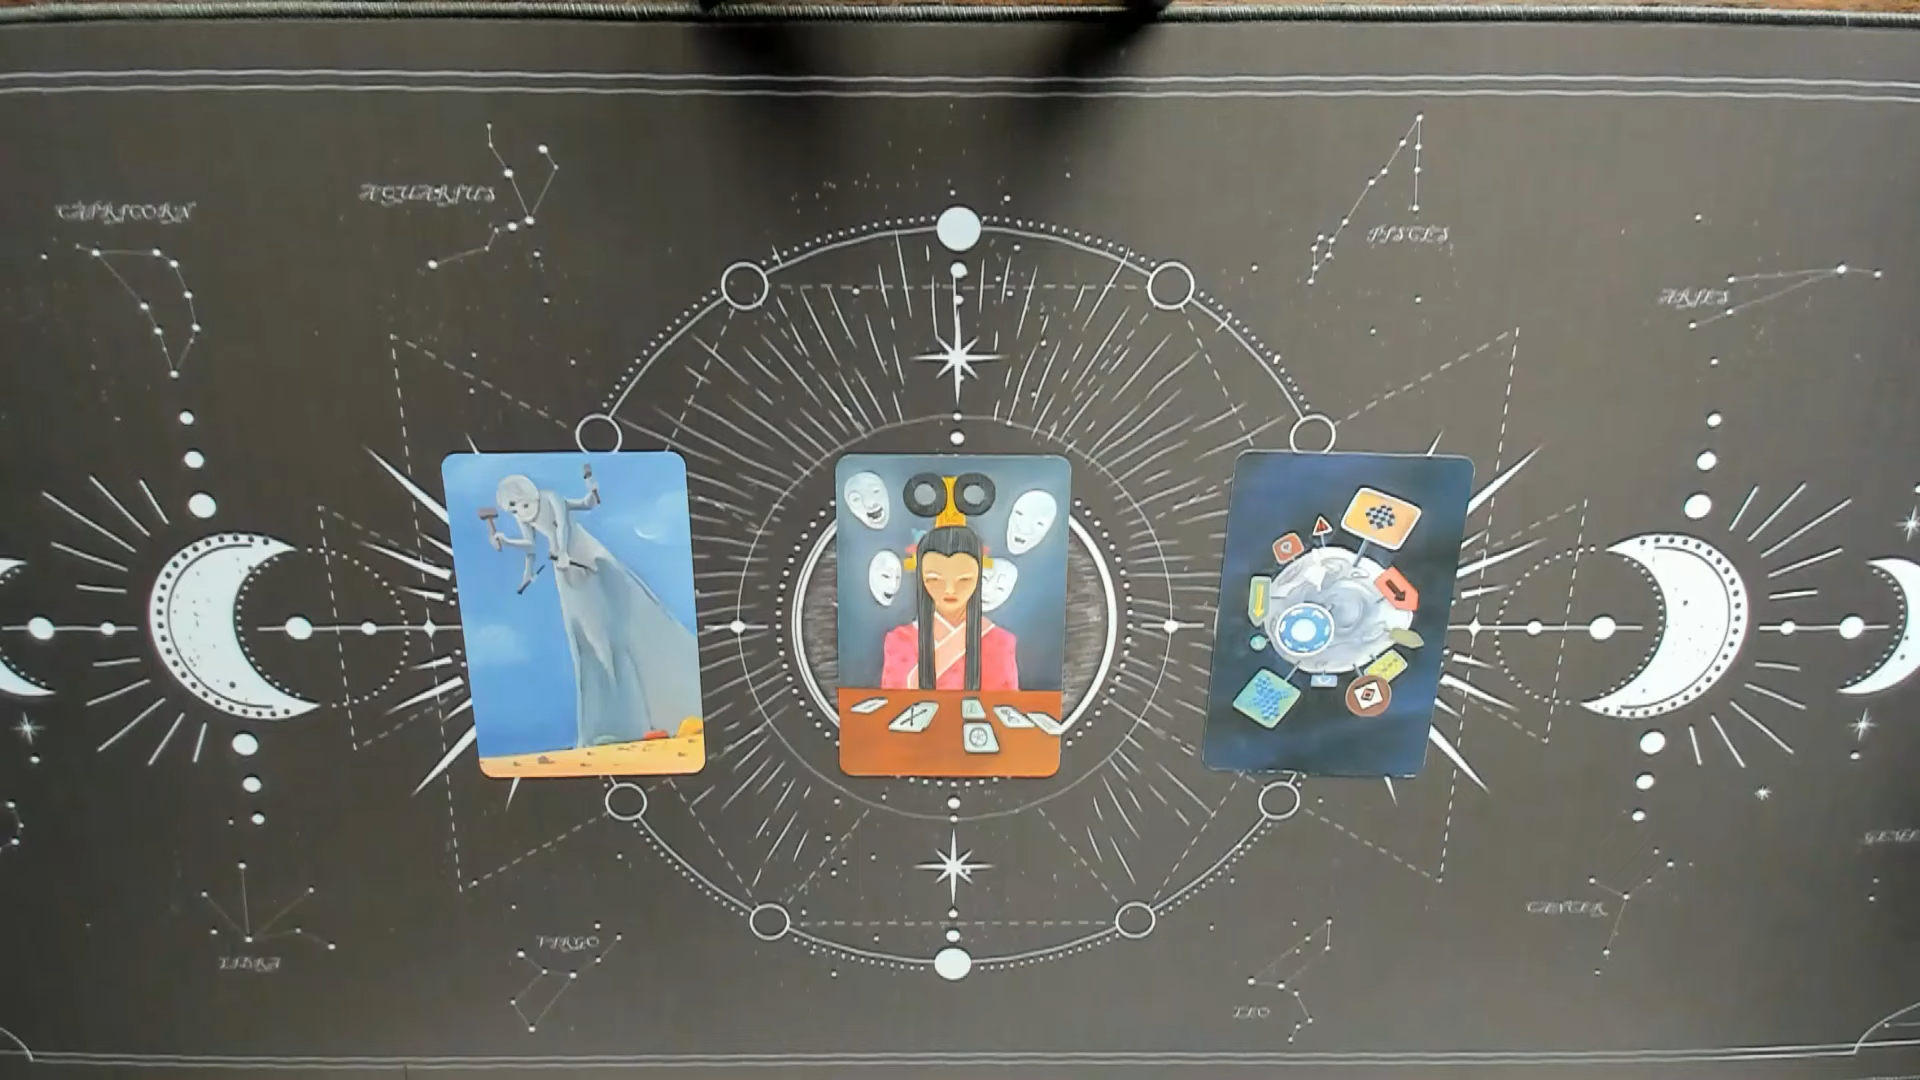 CAPRICORN
AQUARIUS
PISCES
ARIES
LIBRA
VIRGO
LEO
CANCER